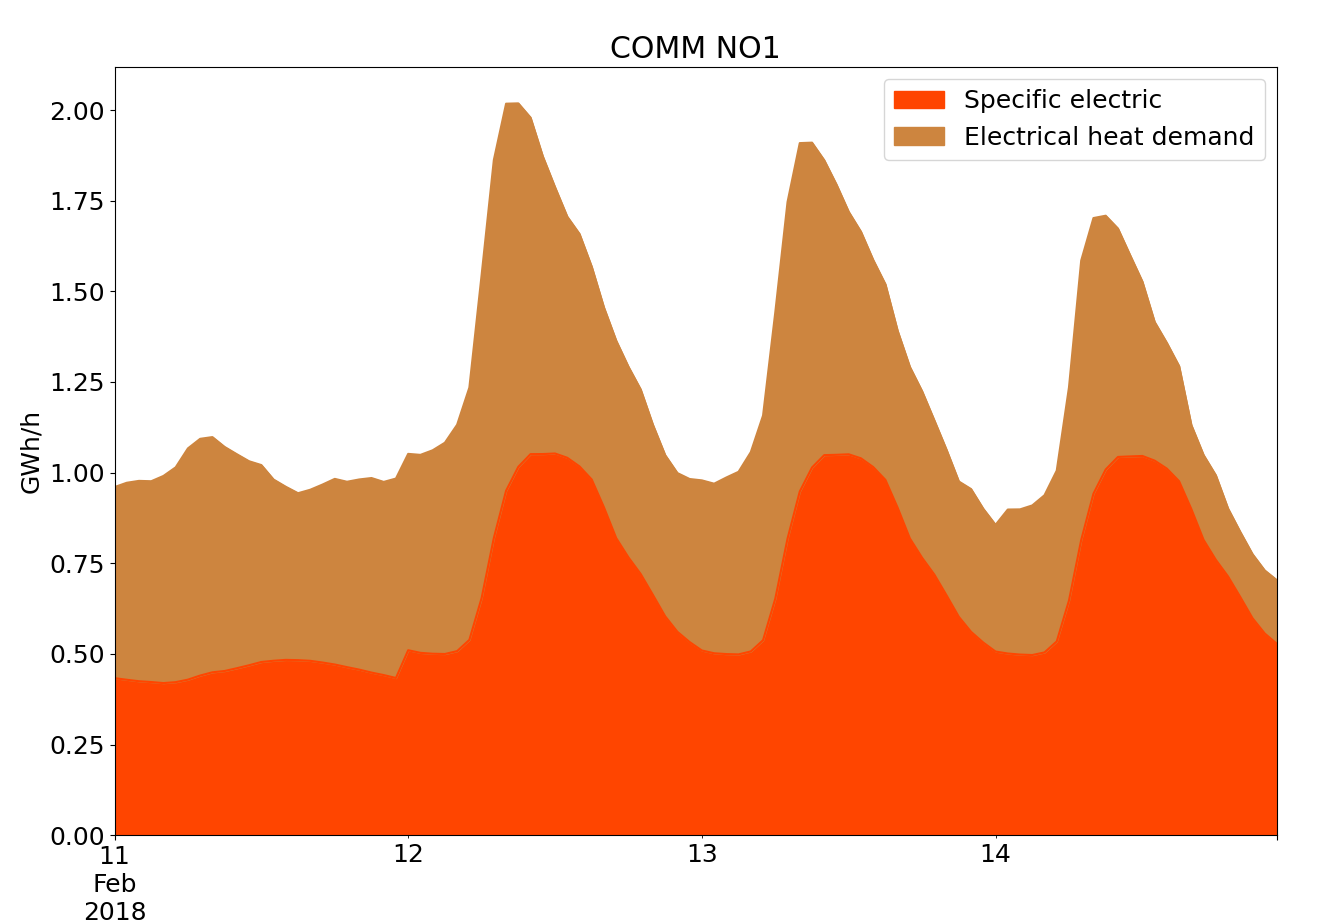 COMM NO1
Specific electric
Electrical heat demand
GWh/h
2.00
1.75
1.50
1.25
1.00
0.75
0.50
0.25
0.00
11 12 13 14
Feb
2018